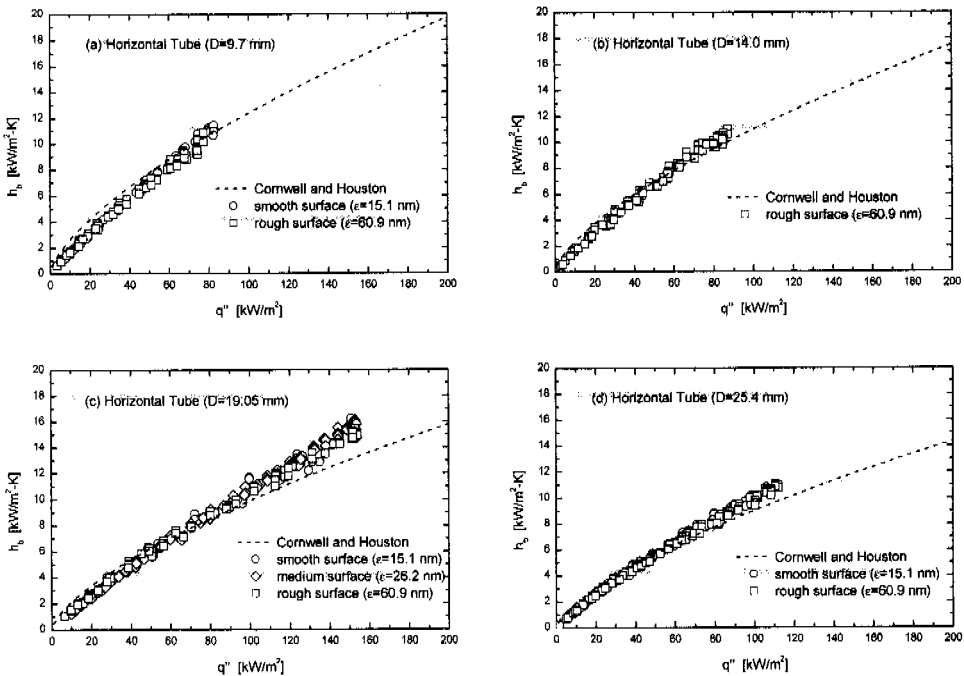 (a) Horizontal Tube (D=9.7 mm)
20
18
16
14
12
10
8
6
4
2
0
h_b [kW/m²-K]
Cornwell and Houston
smooth surface (ε=15.1 nm)
rough surface (ε=60.9 nm)
0 20 40 60 80 100 120 140 160 180 200
q'' [kW/m²]
(b) Horizontal Tube (D=14.0 mm)
20
18
16
14
12
10
8
6
4
2
0
h_b [kW/m²-K]
Cornwell and Houston
rough surface (ε=60.9 nm)
0 20 40 60 80 100 120 140 160 180 200
q'' [kW/m²]
(c) Horizontal Tube (D=19.05 mm)
20
18
16
14
12
10
8
6
4
2
0
h_b [kW/m²-K]
Cornwell and Houston
smooth surface (ε=15.1 nm)
medium surface (ε=26.2 nm)
rough surface (ε=60.9 nm)
0 20 40 60 80 100 120 140 160 180 200
q'' [kW/m²]
(d) Horizontal Tube (D=25.4 mm)
20
18
16
14
12
10
8
6
4
2
0
h_b [kW/m²-K]
Cornwell and Houston
smooth surface (ε=15.1 nm)
rough surface (ε=60.9 nm)
0 20 40 60 80 100 120 140 160 180 200
q'' [kW/m²]